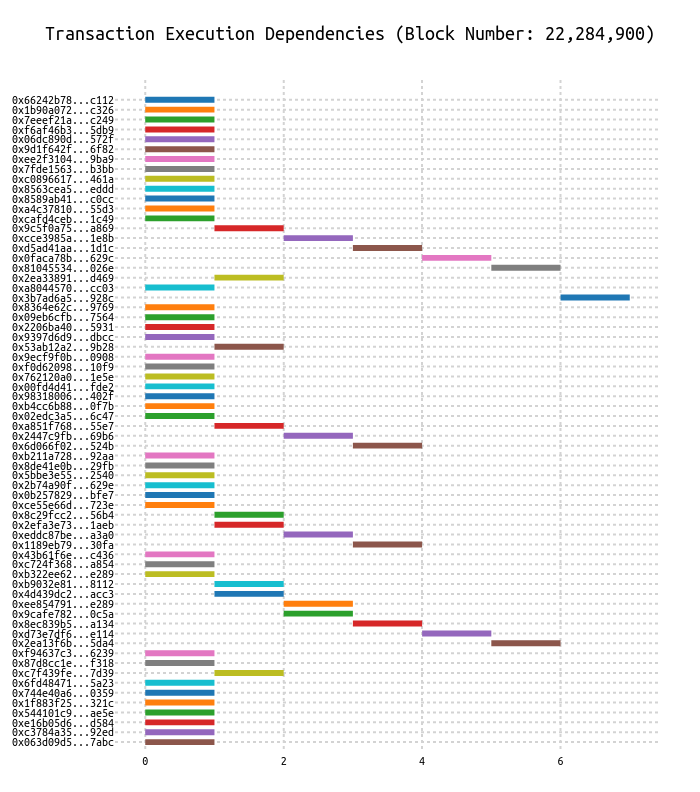 Transaction Execution Dependencies (Block Number: 22,284,900)
0x66242b78...c112
0x1b90a072...c326
0x7eeef21a...c249
0xf6af46b3...5db9
0x06dc890d...572f
0x9d1f642f...6f82
0xee2f3104...9ba9
0x7fde1563...b3bb
0xc0896617...461a
0x8563cea5...eddd
0x8589ab41...c0cc
0xa4c37810...55d3
0xcafd4ceb...1c49
0x9c5f0a75...a869
0xcce3985a...1e8b
0xd5ad41aa...1d1c
0x0faca78b...629c
0x81045534...026e
0x2ea33891...d469
0xa8044570...cc03
0x3b7ad6a5...928c
0x8364e62c...9769
0x09eb6cfb...7564
0x2206ba40...5931
0x9397d6d9...dbcc
0x53ab12a2...9b28
0x9ecf9f0b...0908
0xf0d62098...10f9
0x762120a0...1e5e
0x00fd4d41...fde2
0x98318006...402f
0xb4cc6b88...0f7b
0x02edc3a5...6c47
0xa851f768...55e7
0x2447c9fb...69b6
0x6d066f02...524b
0xb211a728...92aa
0x8de41e0b...29fb
0x5bbe3e55...2540
0x2b74a90f...629e
0x0b257829...bfe7
0xce55e66d...723e
0x8c29fcc2...56b4
0x2efa3e73...1aeb
0xeddc87be...a3a0
0x1189eb79...30fa
0x43b61f6e...c436
0xc724f368...a854
0xb322ee62...e289
0xb9032e81...8112
0x4d439dc2...acc3
0xee854791...e289
0x9cafe782...0c5a
0x8ec839b5...a134
0xd73e7df6...e114
0x2ea13f6b...5da4
0xf94637c3...6239
0x87d8cc1e...f318
0xc7f439fe...7d39
0x6fd48471...5a23
0x744e40a6...0359
0x1f883f25...321c
0x544101c9...ae5e
0xe16b05d6...d584
0xc3784a35...92ed
0x063d09d5...7abc
0 2 4 6